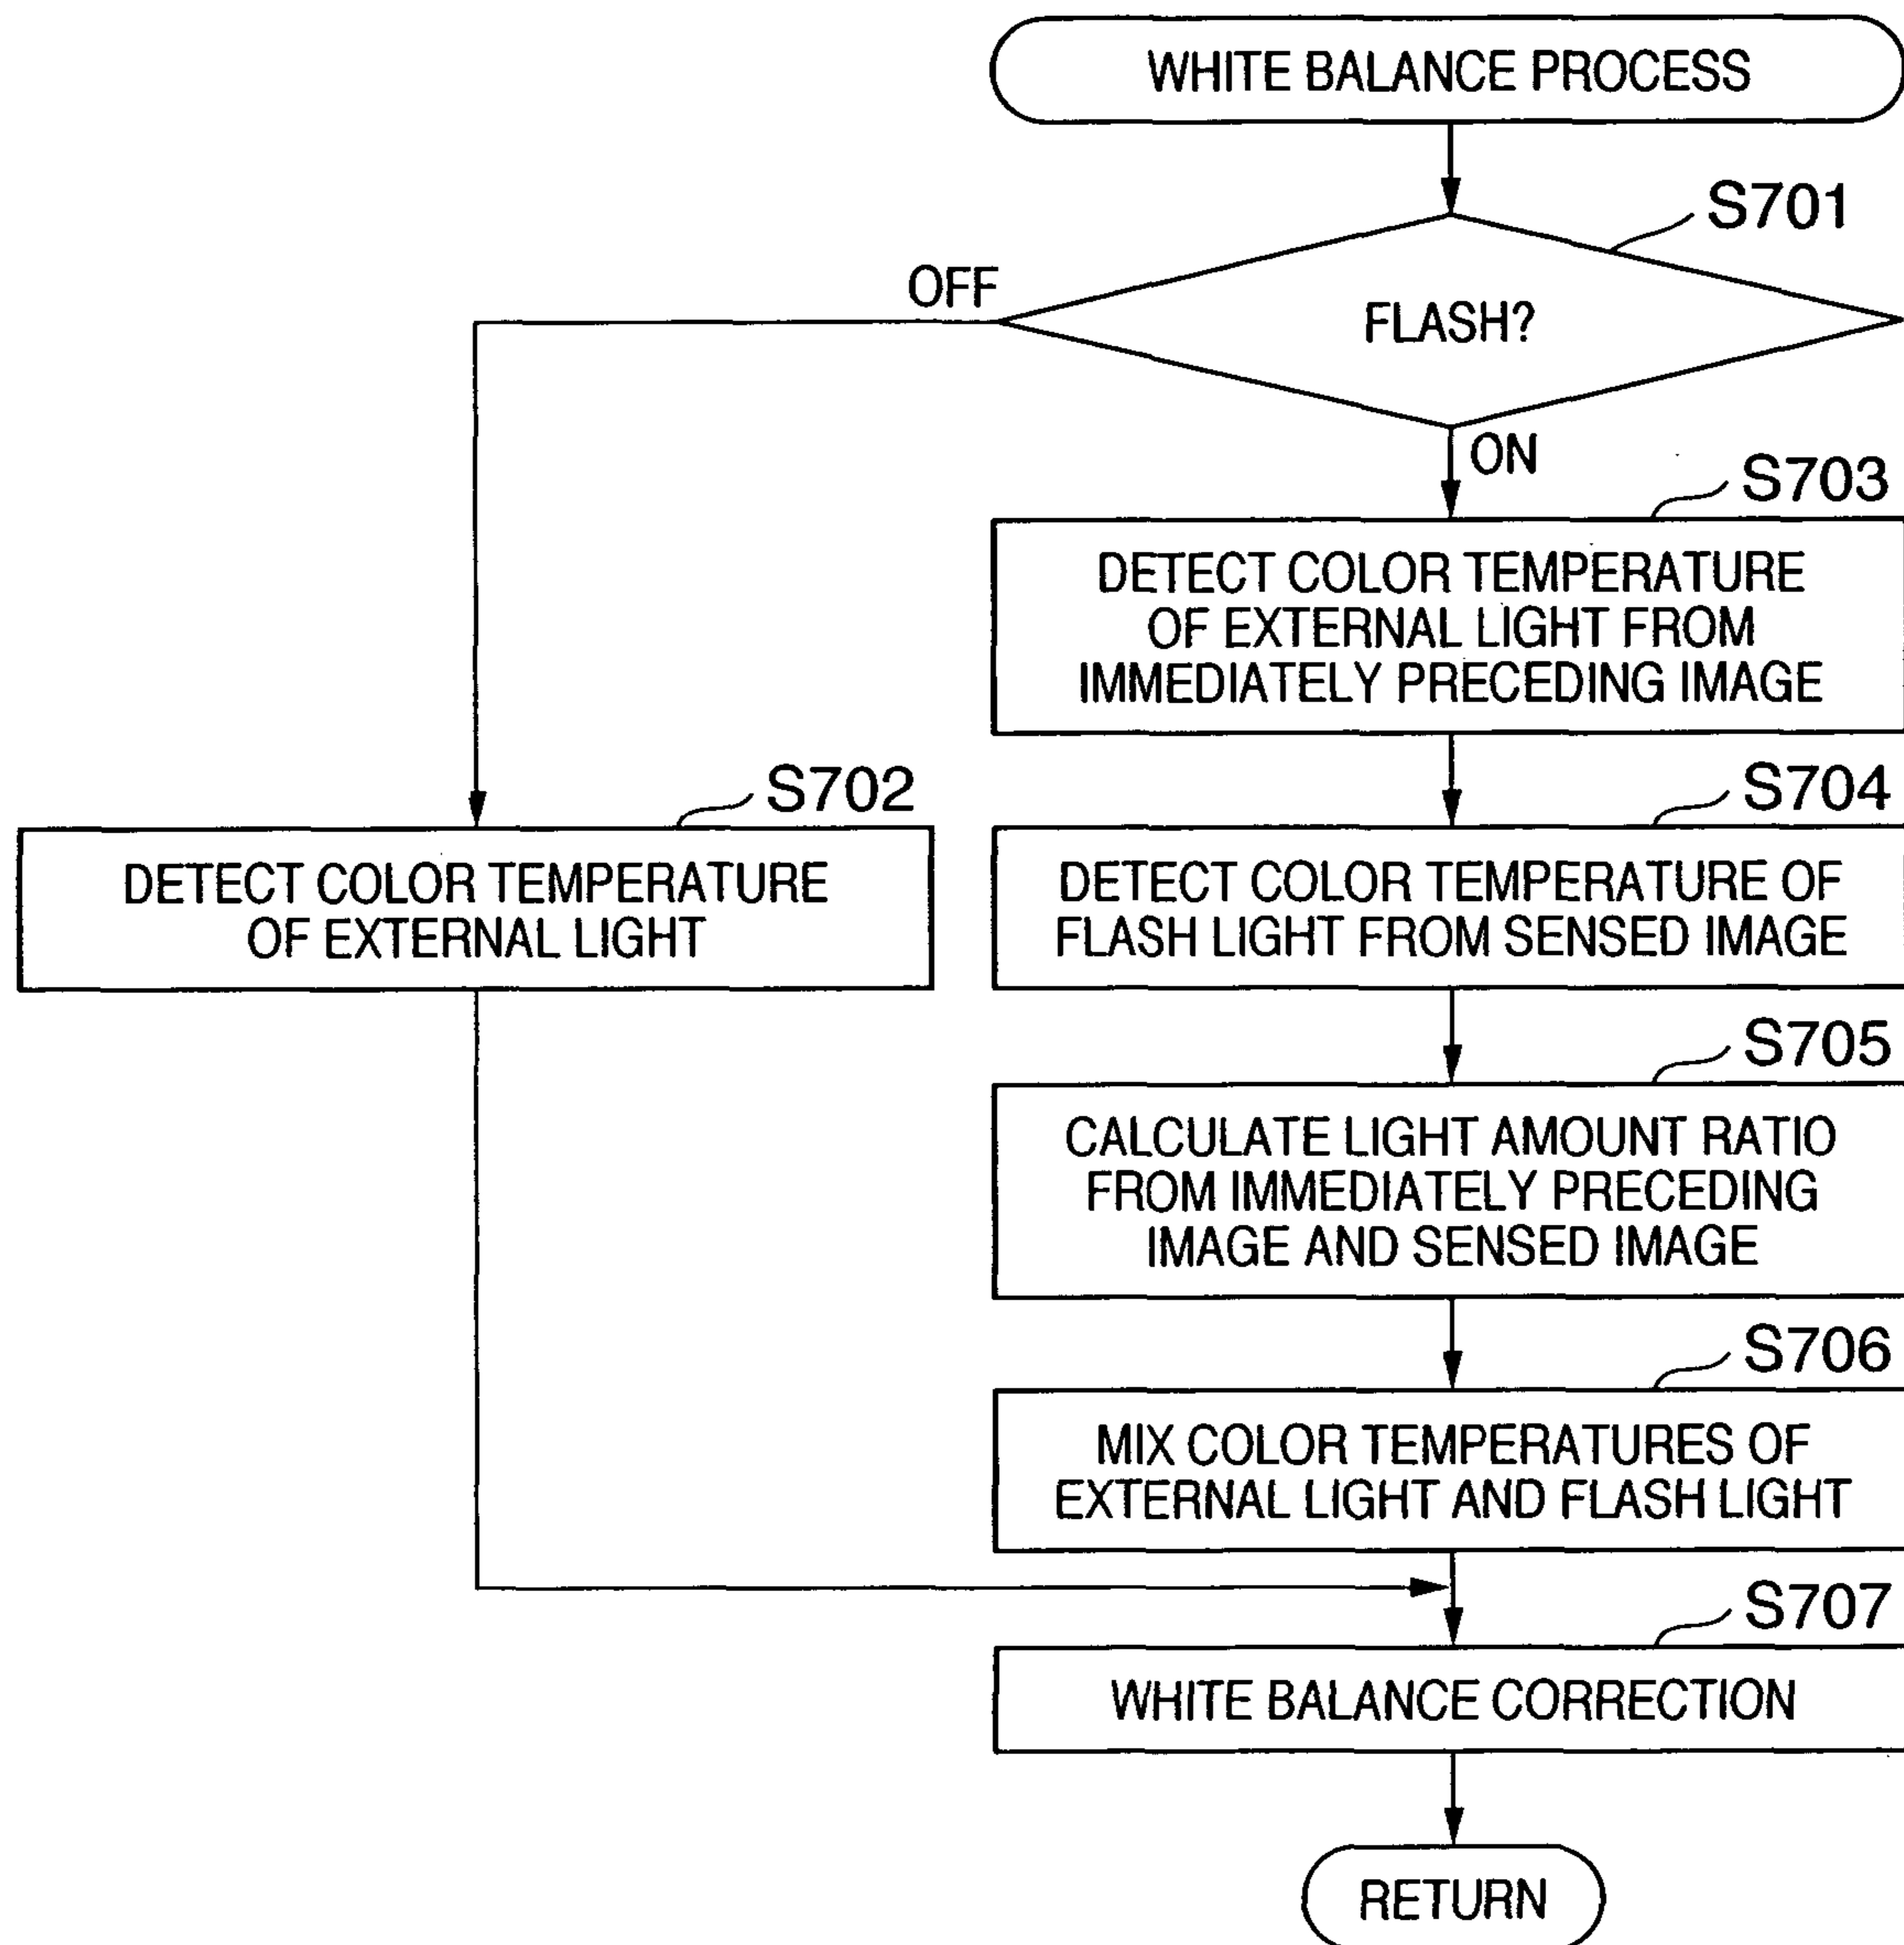 WHITE BALANCE PROCESS
S701
OFF
FLASH?
ON
S703
DETECT COLOR TEMPERATURE
OF EXTERNAL LIGHT FROM
IMMEDIATELY PRECEDING IMAGE
S702
DETECT COLOR TEMPERATURE
OF EXTERNAL LIGHT
S704
DETECT COLOR TEMPERATURE OF
FLASH LIGHT FROM SENSED IMAGE
S705
CALCULATE LIGHT AMOUNT RATIO
FROM IMMEDIATELY PRECEDING
IMAGE AND SENSED IMAGE
S706
MIX COLOR TEMPERATURES OF
EXTERNAL LIGHT AND FLASH LIGHT
S707
WHITE BALANCE CORRECTION
RETURN